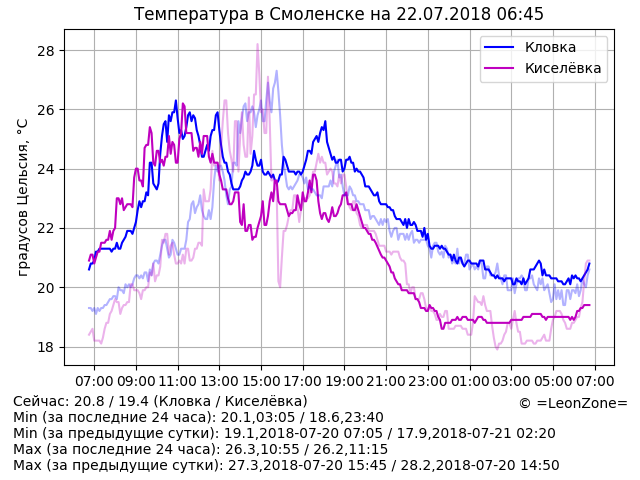 Температура в Смоленске на 22.07.2018 06:45
Кловка
Киселёвка
градусов Цельсия, °C
28
26
24
22
20
18
07:00 09:00 11:00 13:00 15:00 17:00 19:00 21:00 23:00 01:00 03:00 05:00 07:00
Сейчас: 20.8 / 19.4 (Кловка / Киселёвка)
© =LeonZone=
Min (за последние 24 часа): 20.1,03:05 / 18.6,23:40
Min (за предыдущие сутки): 19.1,2018-07-20 07:05 / 17.9,2018-07-21 02:20
Max (за последние 24 часа): 26.3,10:55 / 26.2,11:15
Max (за предыдущие сутки): 27.3,2018-07-20 15:45 / 28.2,2018-07-20 14:50